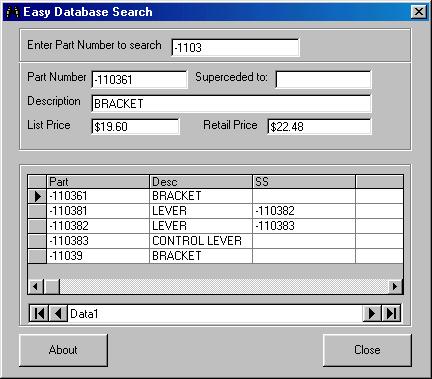 Easy Database Search
Enter Part Number to search -1103
Part Number -110361 Superceded to:
Description BRACKET
List Price $19.60 Retail Price $22.48
Part Desc SS
-110361 BRACKET
-110381 LEVER -110382
-110382 LEVER -110383
-110383 CONTROL LEVER
-11039 BRACKET
Data1
About Close